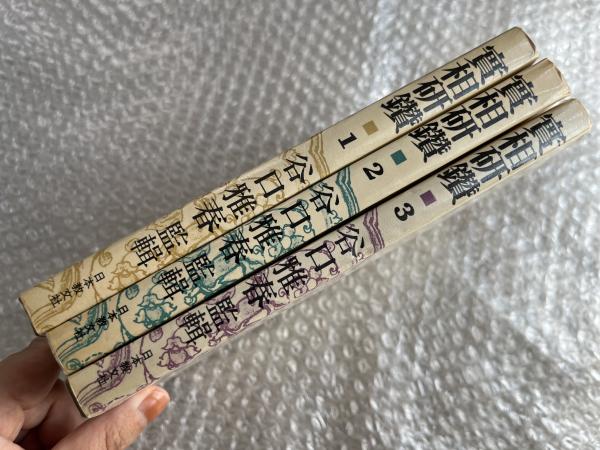 實相研鑽 1 谷口雅春 監輯 日本教文社
實相研鑽 2 谷口雅春 監輯 日本教文社
實相研鑽 3 谷口雅春 監輯 日本教文社